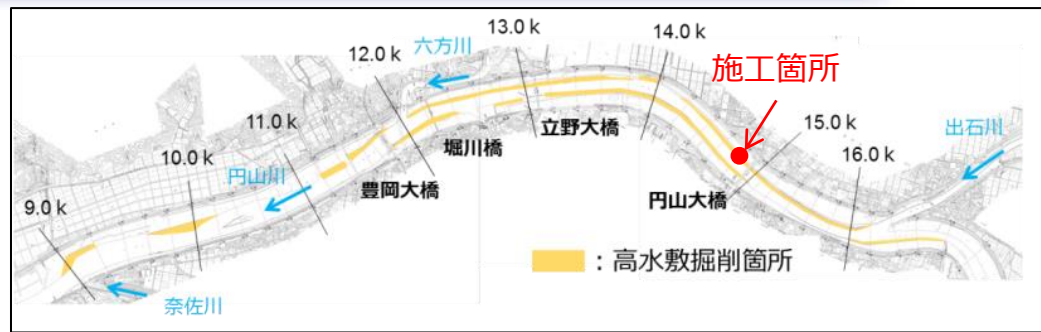 13.0 k
14.0 k
六方川
12.0 k
施工箇所
立野大橋
15.0 k
出石川
11.0 k
堀川橋
10.0 k
16.0 k
円山川
豊岡大橋
円山大橋
9.0 k
：高水敷掘削箇所
奈佐川